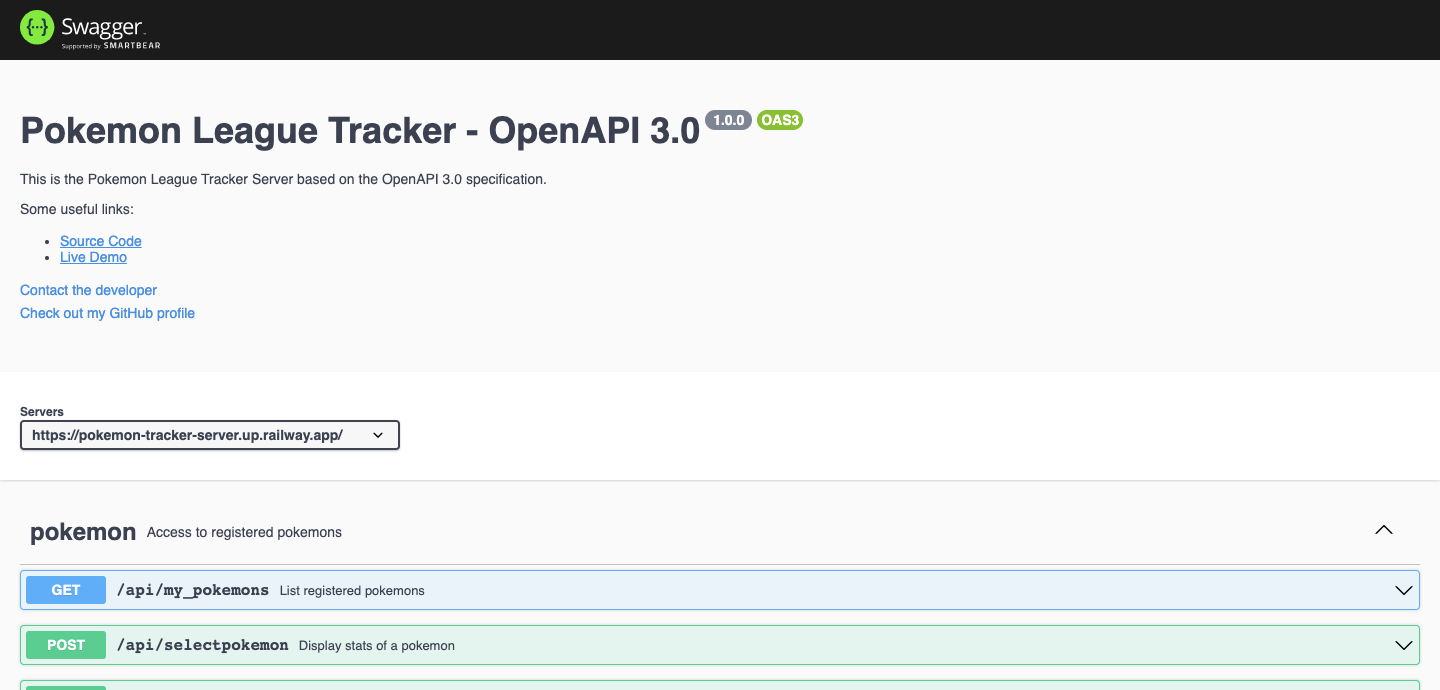 {···} Swagger
Supported by SMARTBEAR
Pokemon League Tracker - OpenAPI 3.0 1.0.0 OAS3
This is the Pokemon League Tracker Server based on the OpenAPI 3.0 specification.
Some useful links:
• Source Code
• Live Demo
Contact the developer
Check out my GitHub profile
Servers
https://pokemon-tracker-server.up.railway.app/
pokemon Access to registered pokemons
GET /api/my_pokemons List registered pokemons
POST /api/selectpokemon Display stats of a pokemon